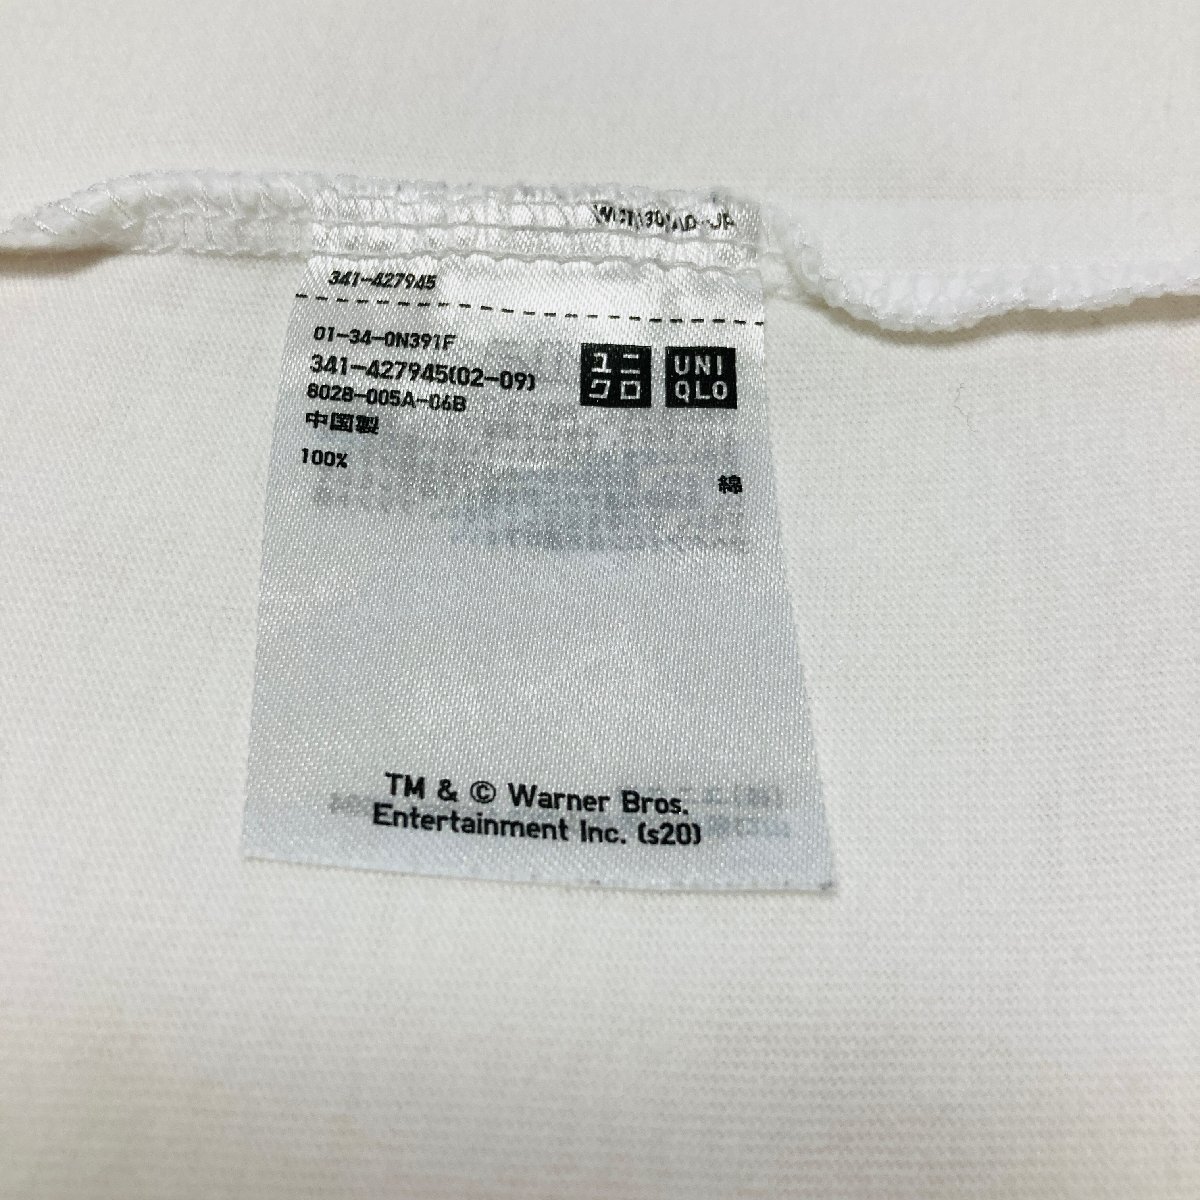 341-427945
01-34-0N391F
341-427945(02-09)
8028-005A-06B
中国製
ユニ
クロ
UNI
QLO
100%
綿
TM & © Warner Bros.
Entertainment Inc. (s20)